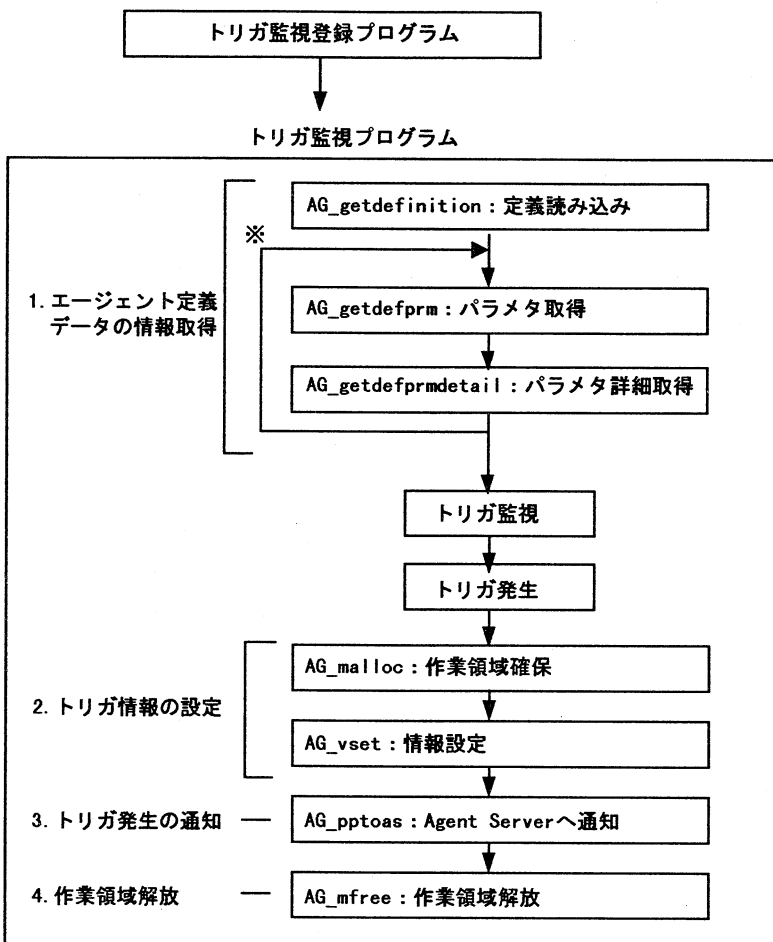 トリガ監視登録プログラム
トリガ監視プログラム
AG_getdefinition：定義読み込み
※
1. エージェント定義
データの情報取得
AG_getdefprm：パラメタ取得
AG_getdefprmdetail：パラメタ詳細取得
トリガ監視
トリガ発生
2. トリガ情報の設定
AG_malloc：作業領域確保
AG_vset：情報設定
3. トリガ発生の通知
AG_pptoas：Agent Serverへ通知
4. 作業領域解放
AG_mfree：作業領域解放